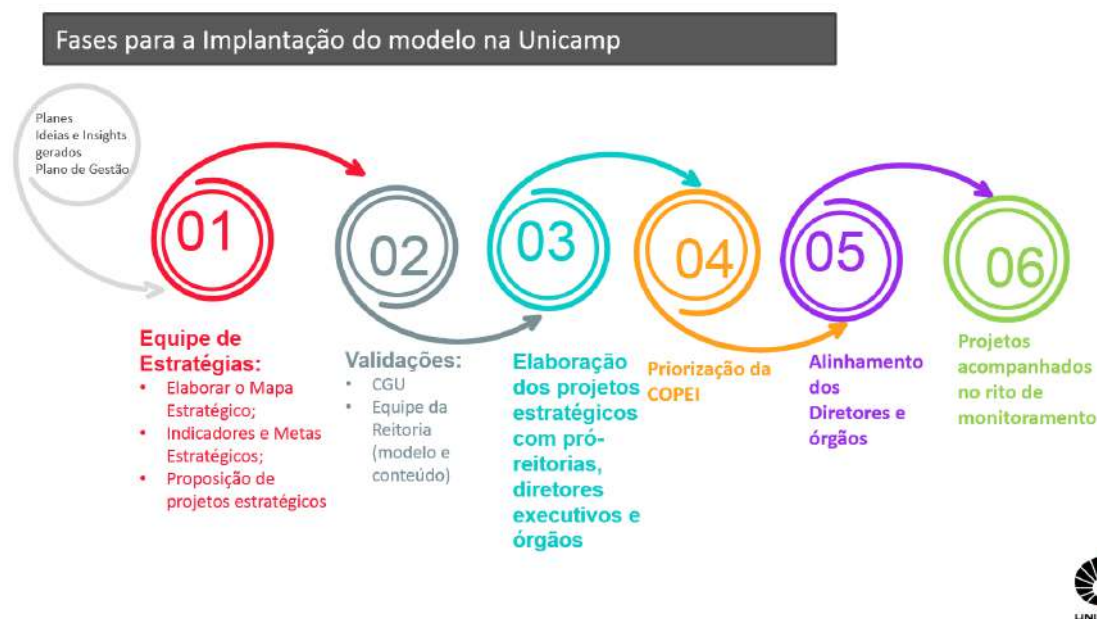 Fases para a Implantação do modelo na Unicamp
Planes
Ideias e Insights
gerados
Plano de Gestão
01
Equipe de
Estratégias:
• Elaborar o Mapa
Estratégico;
• Indicadores e Metas
Estratégicos;
• Proposição de
projetos estratégicos
02
Validações:
• CGU
• Equipe da
Reitoria
(modelo e
conteúdo)
03
Elaboração
dos projetos
estratégicos
com pró-
reitorias,
diretores
executivos e
órgãos
04
Priorização da
COPEI
05
Alinhamento
dos
Diretores e
órgãos
06
Projetos
acompanhados
no rito de
monitoramento